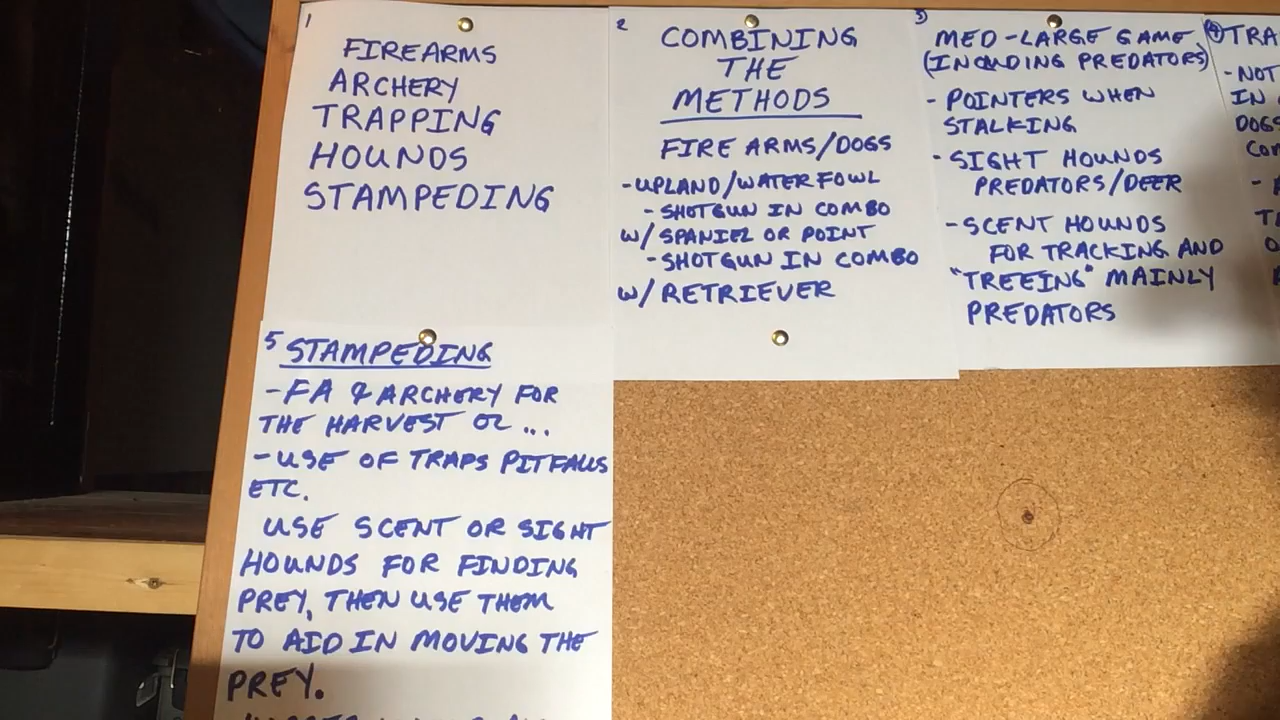 1
FIREARMS
ARCHERY
TRAPPING
HOUNDS
STAMPEDING
2
COMBINING
THE
METHODS
FIRE ARMS/DOGS
-UPLAND/WATERFOWL
-SHOTGUN IN COMBO
W/ SPANIEL OR POINT
-SHOTGUN IN COMBO
W/ RETRIEVER
3
MED-LARGE GAME
(INCLUDING PREDATORS)
- POINTERS WHEN
STALKING
- SIGHT HOUNDS
PREDATORS/DEER
- SCENT HOUNDS
FOR TRACKING AND
"TREEING" MAINLY
PREDATORS
4 TRA
- NOT
IN
DOGS
COM
5 STAMPEDING
- FA & ARCHERY FOR
THE HARVEST OR ...
- USE OF TRAPS PITFALLS
ETC.
USE SCENT OR SIGHT
HOUNDS FOR FINDING
PREY, THEN USE THEM
TO AID IN MOVING THE
PREY.